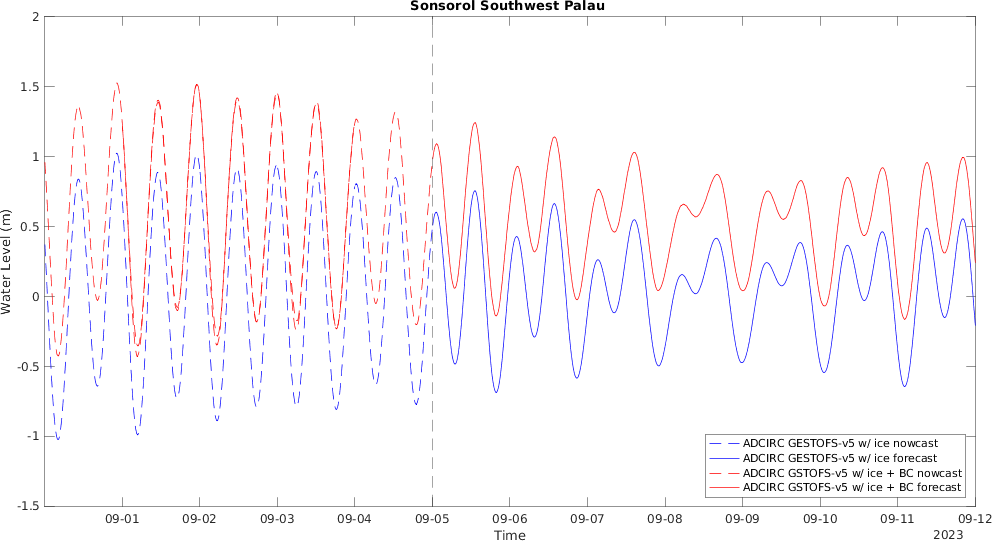 Sonsorol Southwest Palau
Water Level (m)
2
1.5
1
0.5
0
-0.5
-1
-1.5
09-01 09-02 09-03 09-04 09-05 09-06 09-07 09-08 09-09 09-10 09-11 09-12
Time
2023
ADCIRC GESTOFS-v5 w/ ice nowcast
ADCIRC GESTOFS-v5 w/ ice forecast
ADCIRC GSTOFS-v5 w/ ice + BC nowcast
ADCIRC GSTOFS-v5 w/ ice + BC forecast